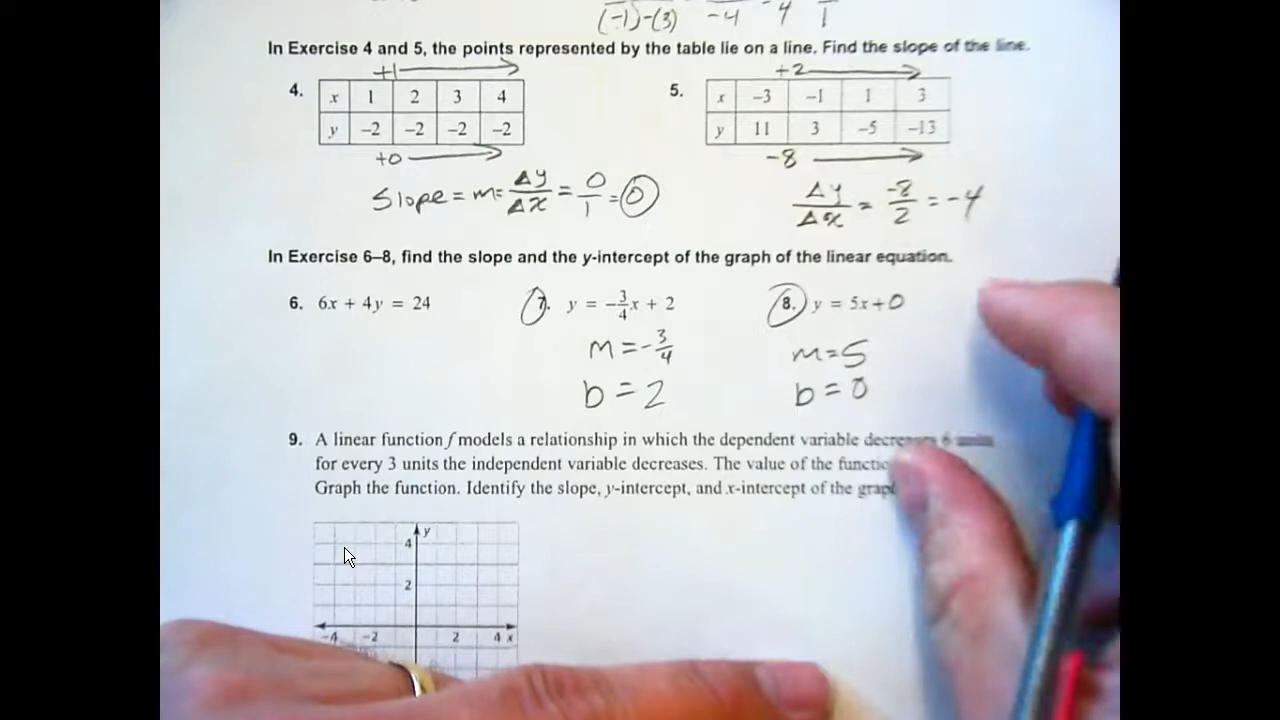 (-1)-(3) -4 4 1
In Exercise 4 and 5, the points represented by the table lie on a line. Find the slope of the line.
+1 +2
4. x 1 2 3 4 5. x –3 –1 1 3
y –2 –2 –2 –2 y 11 3 –5 –13
+0 -8
Slope = m = Δy/Δx = 0/1 = 0 Δy/Δx = -8/2 = -4
In Exercise 6–8, find the slope and the y-intercept of the graph of the linear equation.
6. 6x + 4y = 24 7. y = –3/4x + 2 8. y = 5x+0
m = -3/4 m=5
b = 2 b = 0
9. A linear function f models a relationship in which the dependent variable decreases 6 units
for every 3 units the independent variable decreases. The value of the
Graph the function. Identify the slope, y-intercept, and x-intercept of the
y
4
2
–4 –2 2 4 x